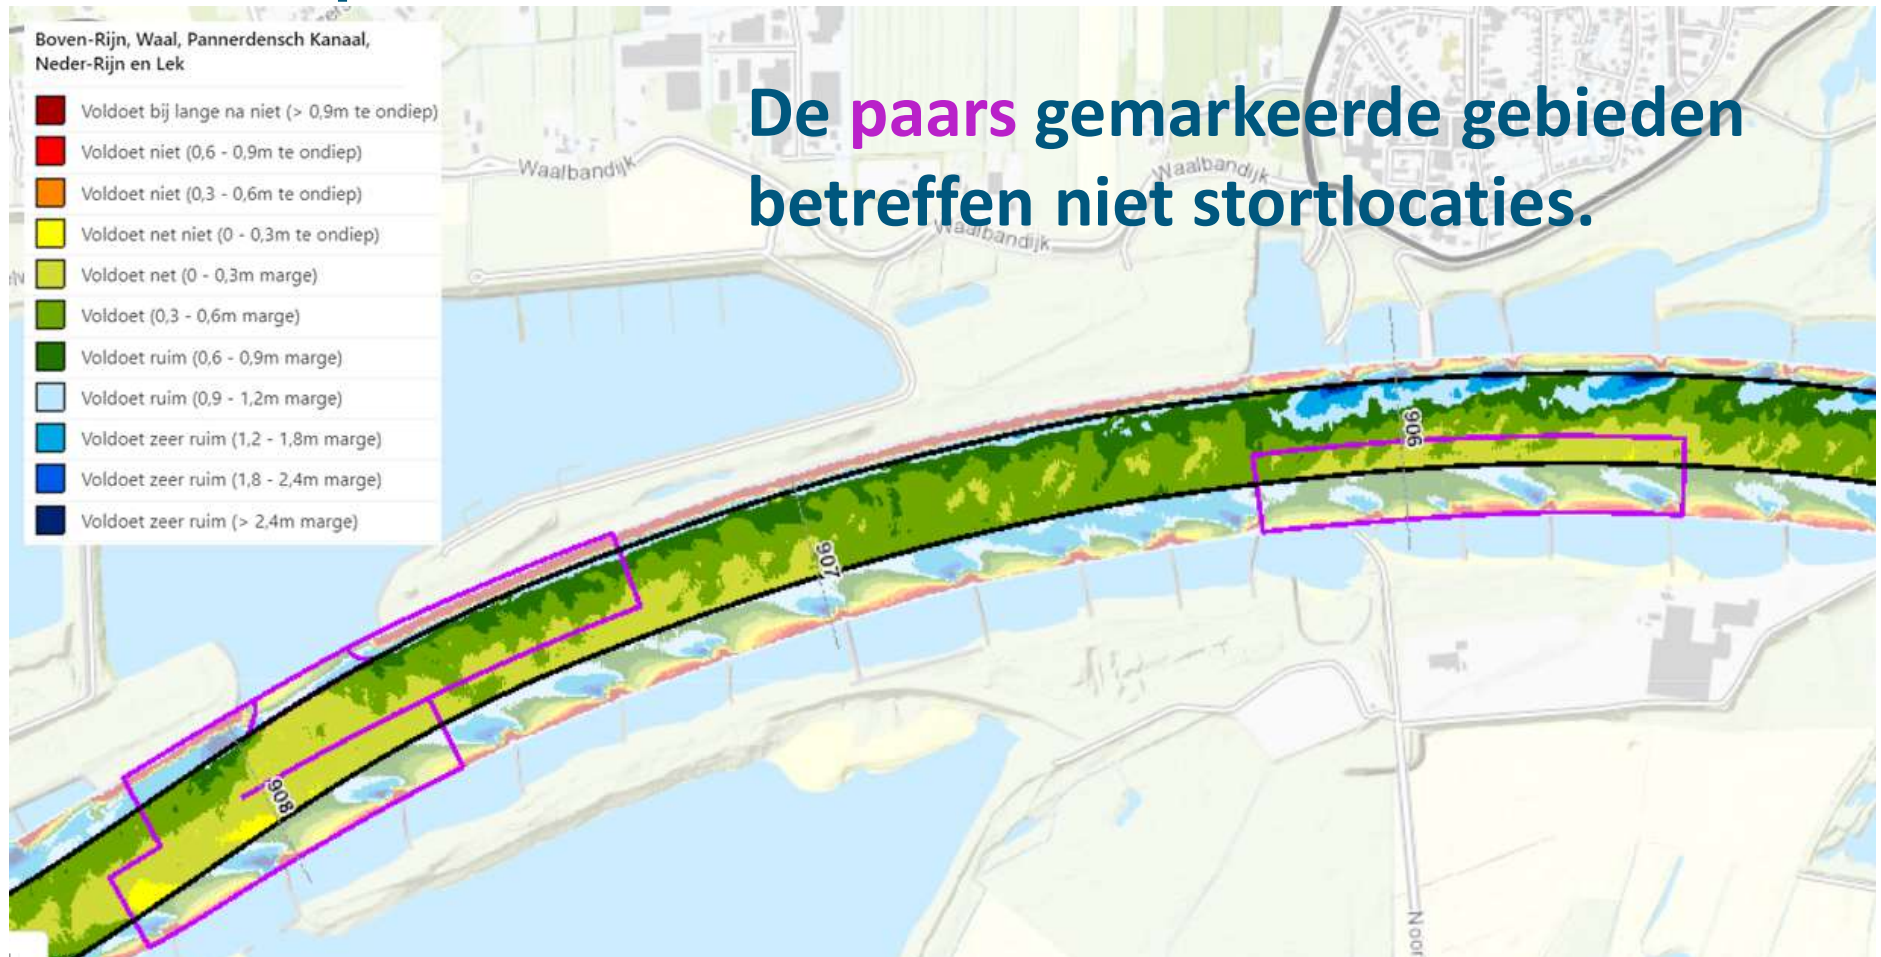 Boven-Rijn, Waal, Pannerdensch Kanaal,
Neder-Rijn en Lek
Voldoet bij lange na niet (> 0,9m te ondiep)
Voldoet niet (0,6 - 0,9m te ondiep)
Voldoet niet (0,3 - 0,6m te ondiep)
Voldoet net niet (0 - 0,3m te ondiep)
Voldoet net (0 - 0,3m marge)
Voldoet (0,3 - 0,6m marge)
Voldoet ruim (0,6 - 0,9m marge)
Voldoet ruim (0,9 - 1,2m marge)
Voldoet zeer ruim (1,2 - 1,8m marge)
Voldoet zeer ruim (1,8 - 2,4m marge)
Voldoet zeer ruim (> 2,4m marge)
De paars gemarkeerde gebieden
betreffen niet stortlocaties.
Waalbandijk
Waalbandijk
Waalbandijk
906
907
908
Noor